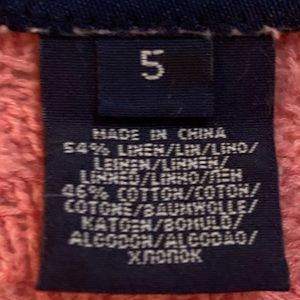 5
MADE IN CHINA
54% LINEN/LIN/LINO/
LEINEN/LINNEN/
LINNED/LINHO/ЛЕН
46% COTTON/COTON/
COTONE/BAUMWOLLE/
KATOEN/BOMULD/
ALGODON/ALGODAO/
ХЛОПОК